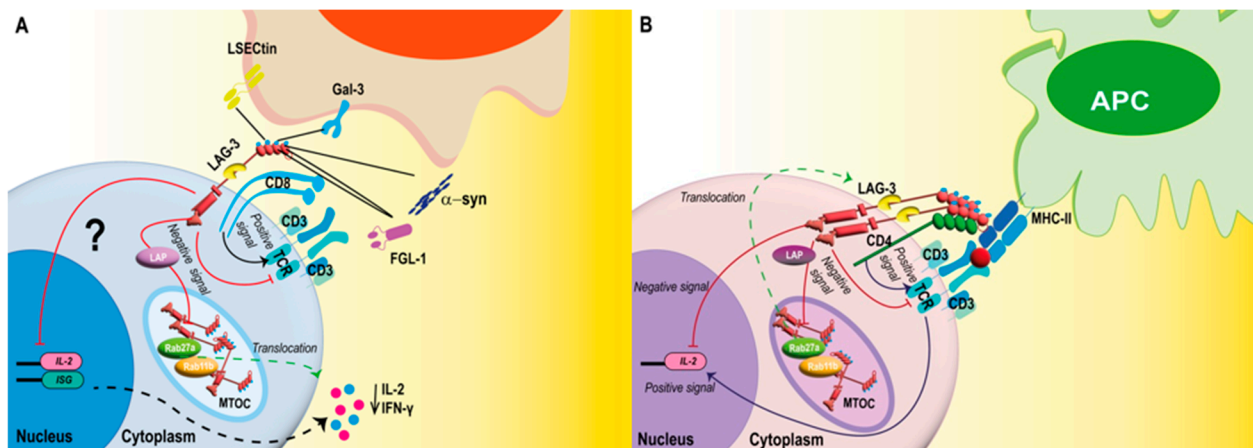 A
LSECtin
Gal-3
LAG-3
CD8
α-syn
CD3
Positive
signal
TCR
CD3
FGL-1
?
LAP
Negative
signal
Rab27a
Rab11b
MTOC
Translocation
IL-2
ISG
IL-2
IFN-γ
Nucleus
Cytoplasm
B
APC
Translocation
LAG-3
MHC-II
CD4
CD3
Positive
signal
TCR
CD3
LAP
Negative
signal
Negative signal
Rab27a
Rab11b
MTOC
IL-2
Positive signal
Nucleus
Cytoplasm